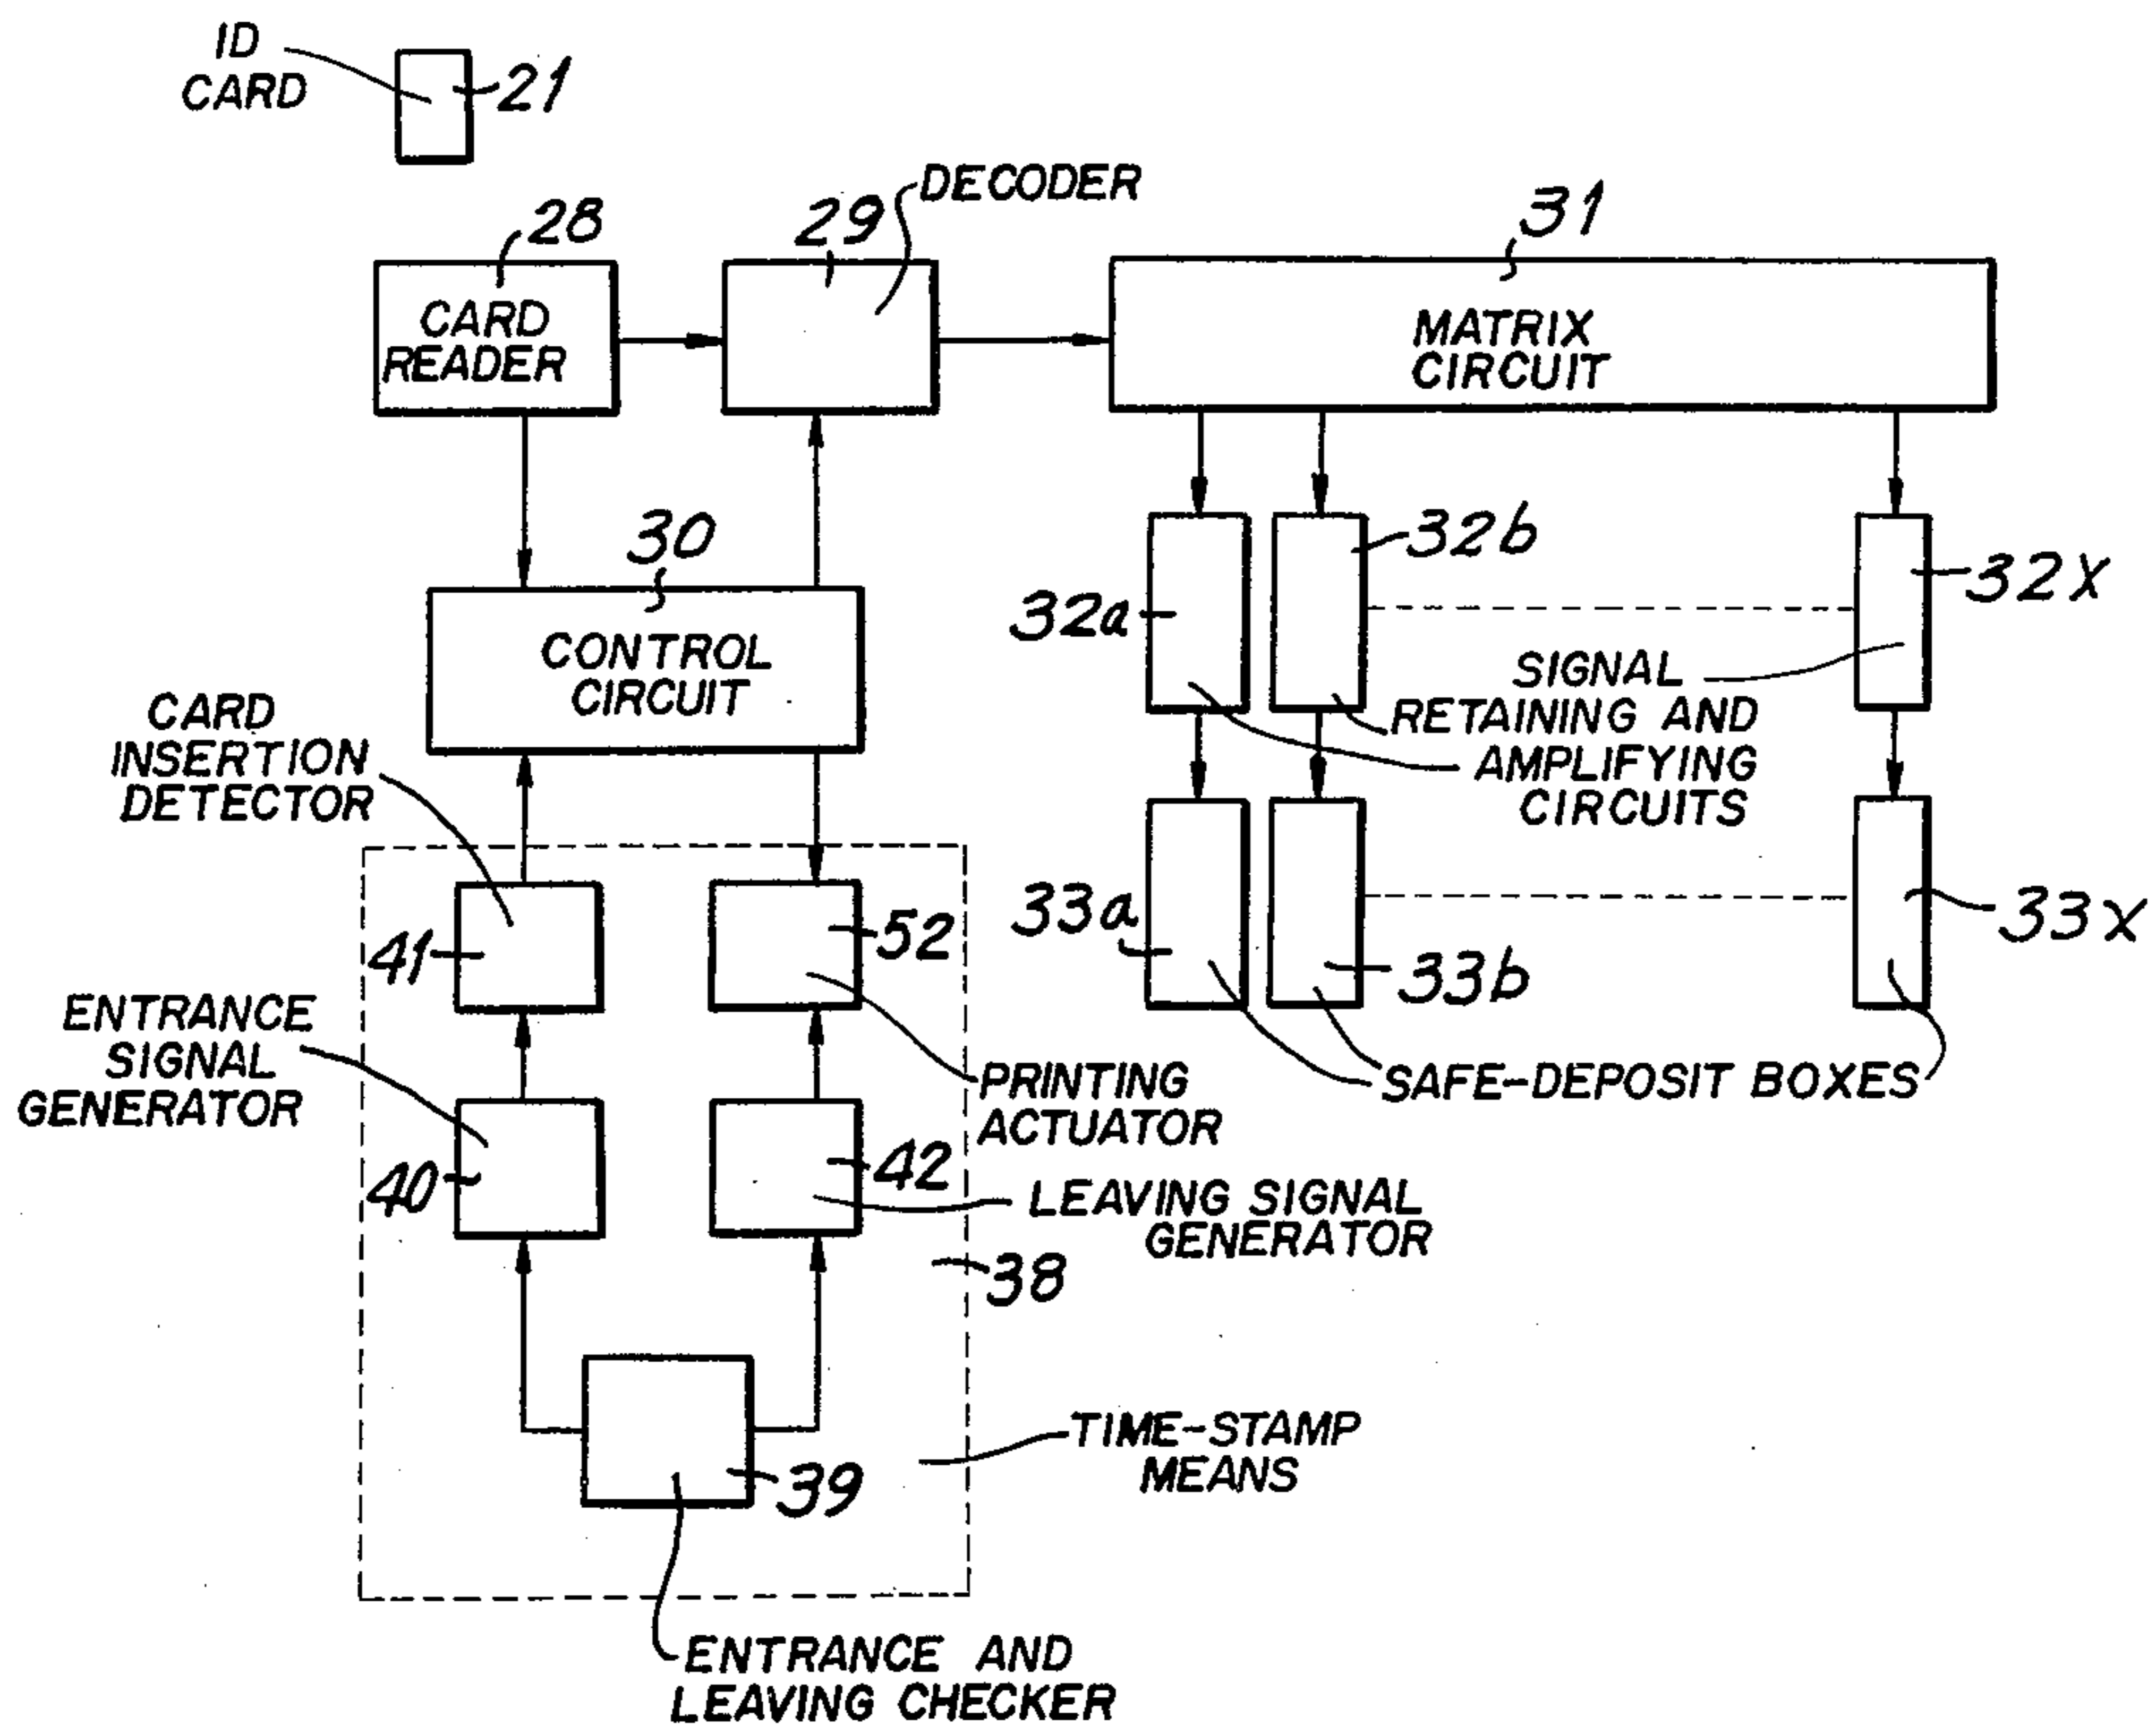 ID
CARD
21
28
29
DECODER
31
CARD
READER
MATRIX
CIRCUIT
30
32a
32b
32X
CONTROL
CIRCUIT
SIGNAL
RETAINING AND
AMPLIFYING
CIRCUITS
CARD
INSERTION
DETECTOR
41
52
33a
33b
33X
ENTRANCE
SIGNAL
GENERATOR
PRINTING
ACTUATOR
SAFE-DEPOSIT BOXES
40
42
LEAVING SIGNAL
GENERATOR
38
39
TIME-STAMP
MEANS
ENTRANCE AND
LEAVING CHECKER